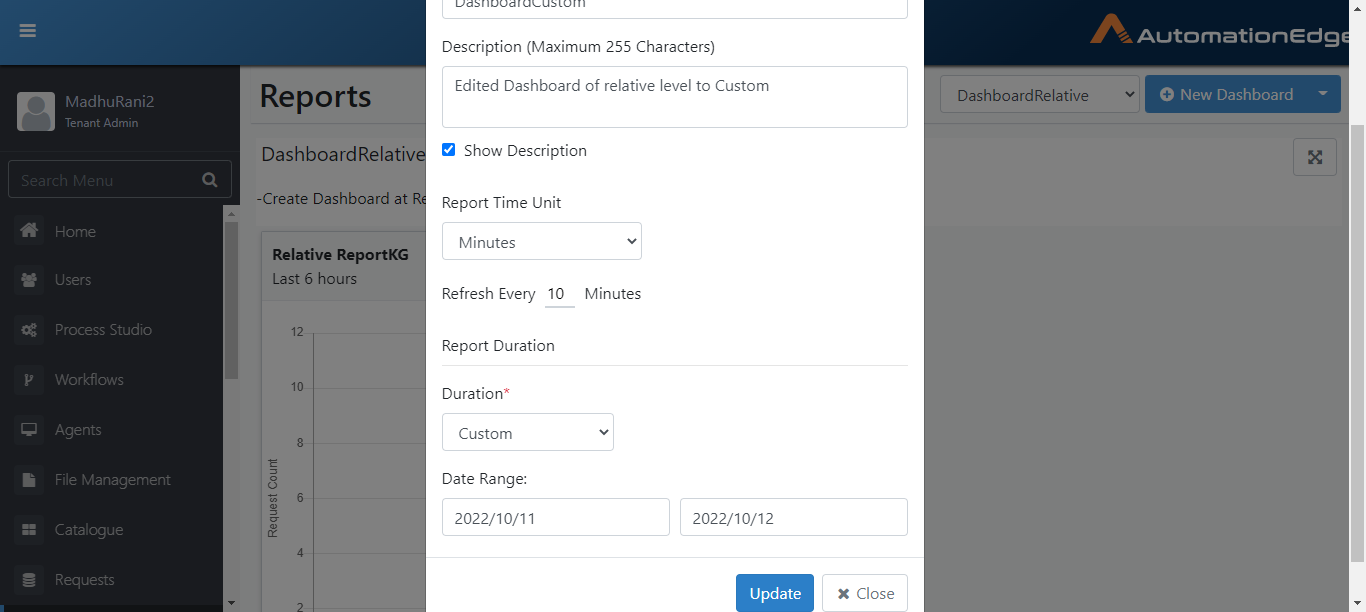 DashboardCustom
AutomationEdge
Description (Maximum 255 Characters)
MadhuRani2
Tenant Admin
Reports
Edited Dashboard of relative level to Custom
DashboardRelative
New Dashboard
DashboardRelative
Show Description
Search Menu
-Create Dashboard at Re
Report Time Unit
Home
Minutes
Relative ReportKG
Last 6 hours
Users
Refresh Every 10 Minutes
Process Studio
12
Report Duration
Workflows
10
Duration*
Agents
8
Custom
File Management
Request Count
6
Date Range:
Catalogue
2022/10/11
2022/10/12
4
Requests
2
Update
Close